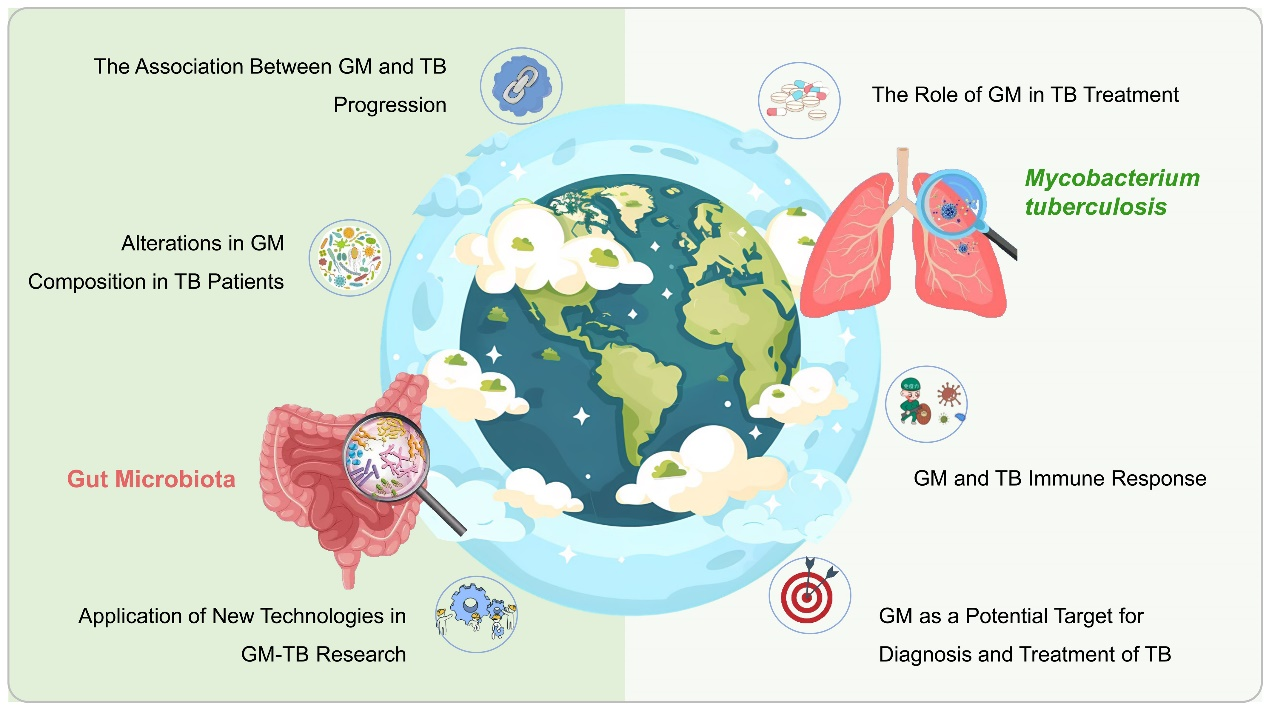 The Association Between GM and TB
Progression
Alterations in GM
Composition in TB Patients
Gut Microbiota
Application of New Technologies in
GM-TB Research
The Role of GM in TB Treatment
Mycobacterium
tuberculosis
GM and TB Immune Response
GM as a Potential Target for
Diagnosis and Treatment of TB